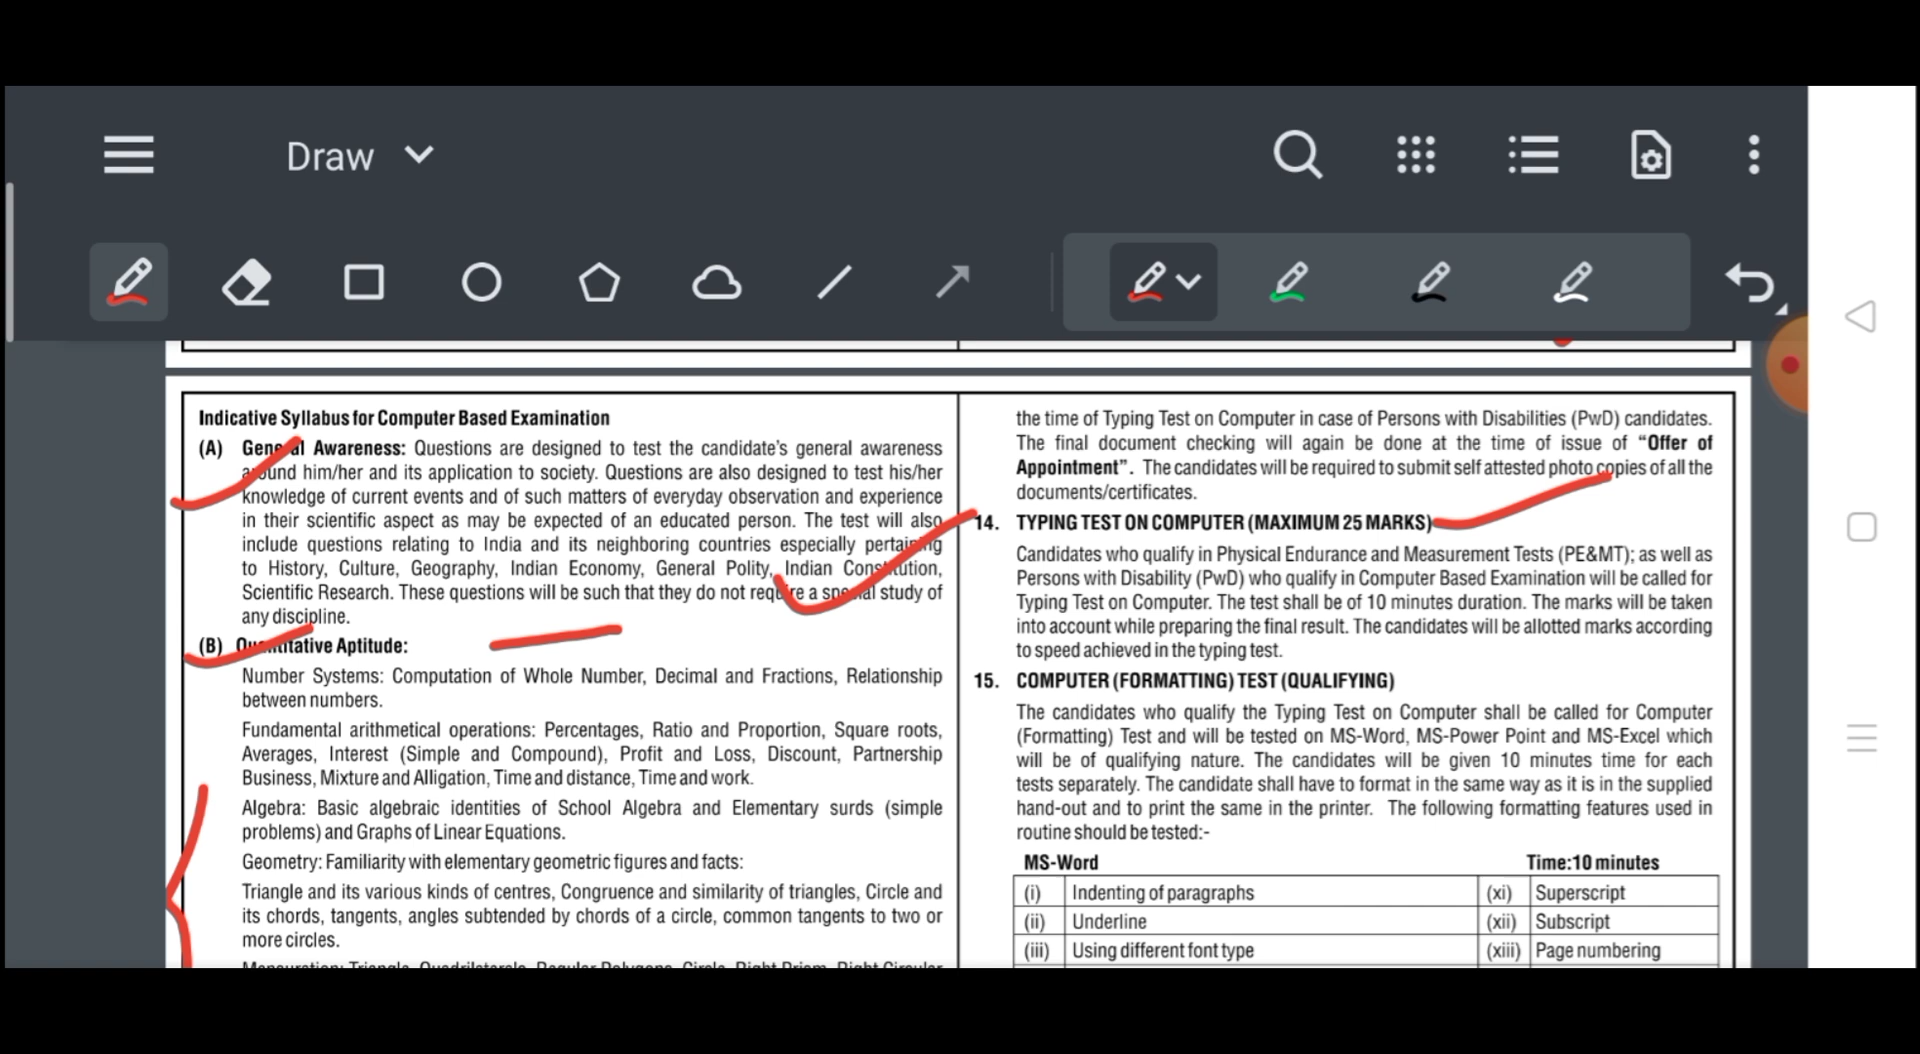 Draw
Indicative Syllabus for Computer Based Examination
(A) General Awareness: Questions are designed to test the candidate's general awareness
around him/her and its application to society. Questions are also designed to test his/her
knowledge of current events and of such matters of everyday observation and experience
in their scientific aspect as may be expected of an educated person. The test will also
include questions relating to India and its neighboring countries especially pertaining
to History, Culture, Geography, Indian Economy, General Polity, Indian Constitution,
Scientific Research. These questions will be such that they do not require a special study of
any discipline.
(B) Quantitative Aptitude:
Number Systems: Computation of Whole Number, Decimal and Fractions, Relationship
between numbers.
Fundamental arithmetical operations: Percentages, Ratio and Proportion, Square roots,
Averages, Interest (Simple and Compound), Profit and Loss, Discount, Partnership
Business, Mixture and Alligation, Time and distance, Time and work.
Algebra: Basic algebraic identities of School Algebra and Elementary surds (simple
problems) and Graphs of Linear Equations.
Geometry: Familiarity with elementary geometric figures and facts:
Triangle and its various kinds of centres, Congruence and similarity of triangles, Circle and
its chords, tangents, angles subtended by chords of a circle, common tangents to two or
more circles.
Mensuration: Triangle, Quadrilaterals, Regular Polygons, Circle, Right Prism, Right Circular
the time of Typing Test on Computer in case of Persons with Disabilities (PwD) candidates.
The final document checking will again be done at the time of issue of "Offer of
Appointment". The candidates will be required to submit self attested photo copies of all the
documents/certificates.
14. TYPING TEST ON COMPUTER (MAXIMUM 25 MARKS)
Candidates who qualify in Physical Endurance and Measurement Tests (PE&MT); as well as
Persons with Disability (PwD) who qualify in Computer Based Examination will be called for
Typing Test on Computer. The test shall be of 10 minutes duration. The marks will be taken
into account while preparing the final result. The candidates will be allotted marks according
to speed achieved in the typing test.
15. COMPUTER (FORMATTING) TEST (QUALIFYING)
The candidates who qualify the Typing Test on Computer shall be called for Computer
(Formatting) Test and will be tested on MS-Word, MS-Power Point and MS-Excel which
will be of qualifying nature. The candidates will be given 10 minutes time for each
tests separately. The candidate shall have to format in the same way as it is in the supplied
hand-out and to print the same in the printer. The following formatting features used in
routine should be tested:-
MS-Word Time:10 minutes
(i) Indenting of paragraphs (xi) Superscript
(ii) Underline (xii) Subscript
(iii) Using different font type (xiii) Page numbering